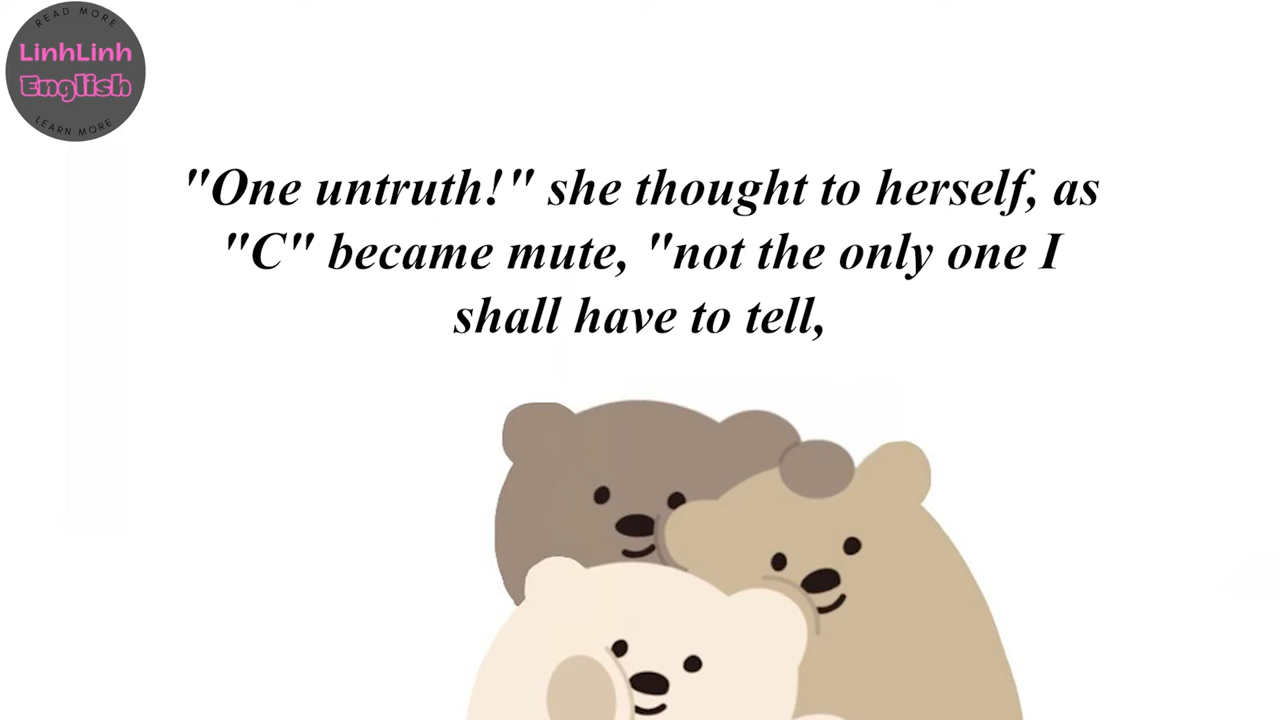 READ MORE
LinhLinh
English
LEARN MORE
"One untruth!" she thought to herself, as
"C" became mute, "not the only one I
shall have to tell,